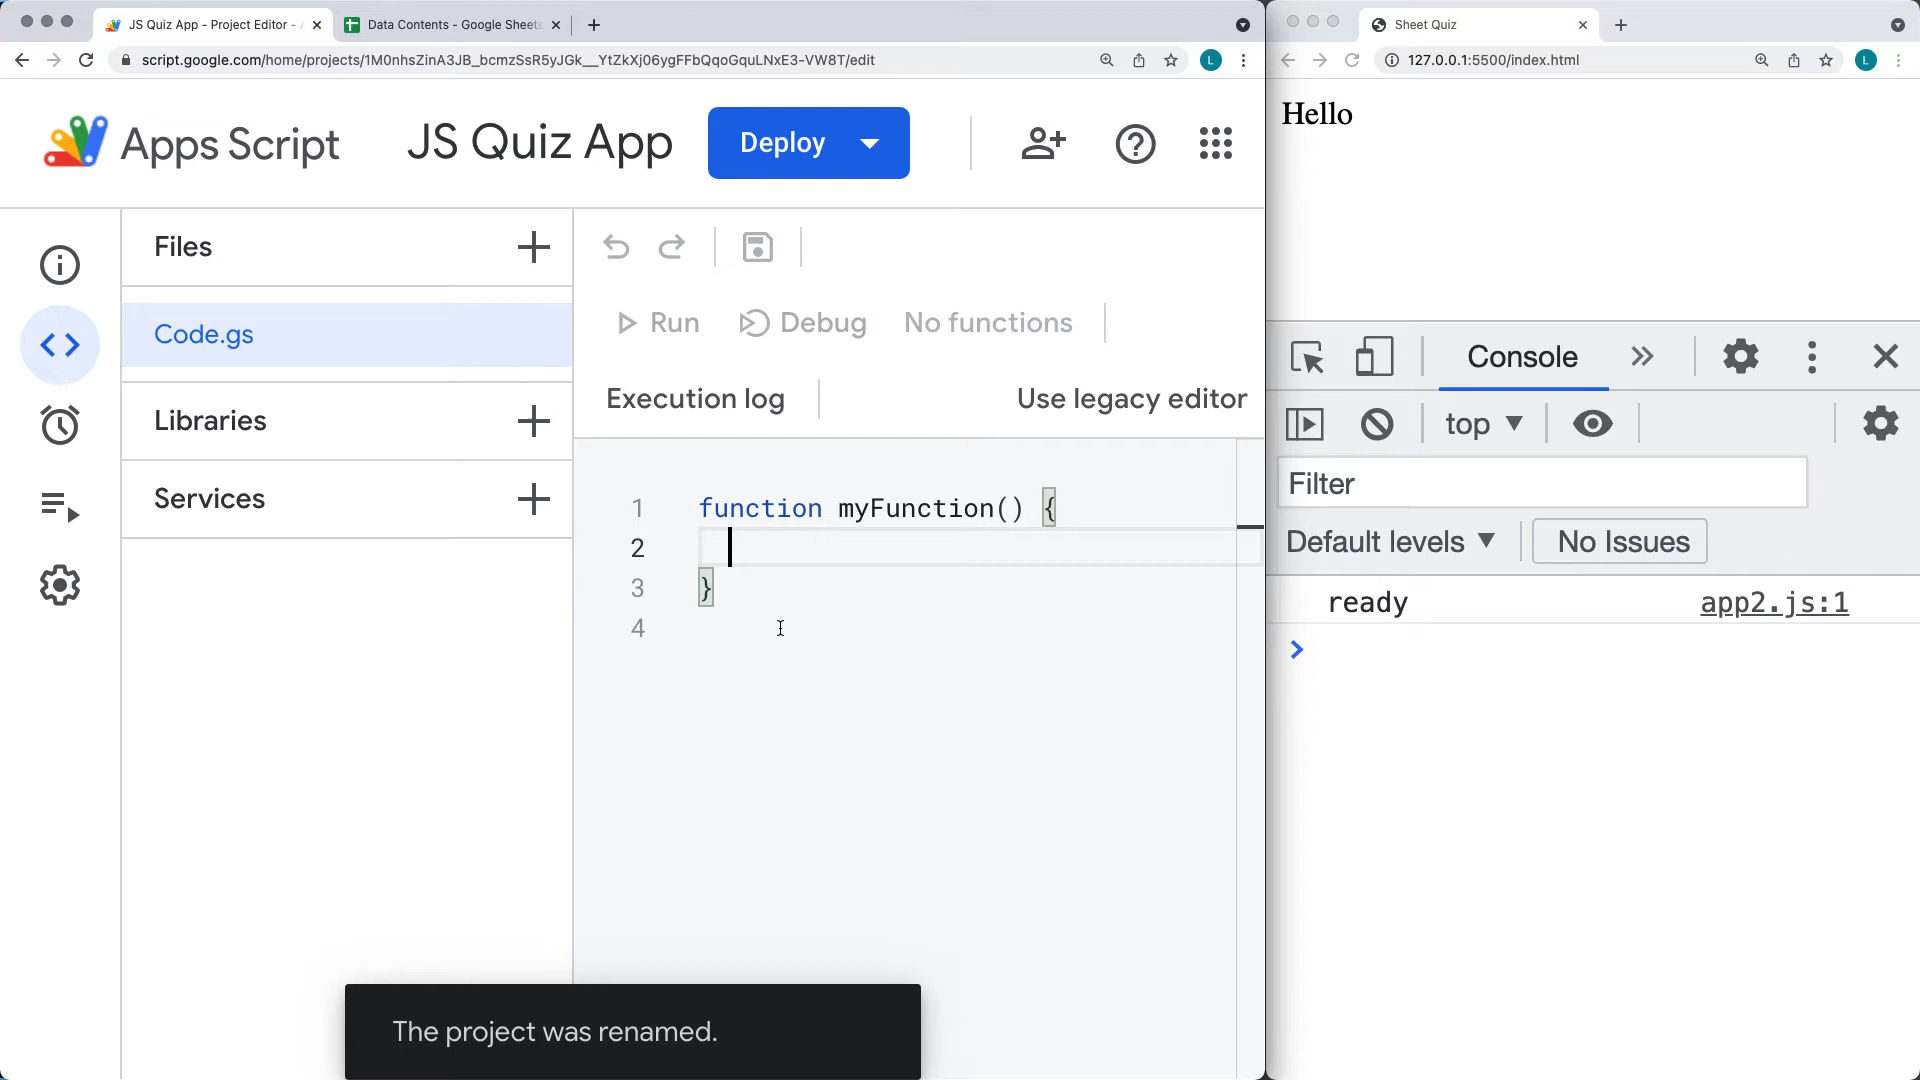 JS Quiz App - Project Editor - A
Data Contents - Google Sheets
script.google.com/home/projects/1M0nhsZinA3JB_bcmzSsR5yJGk__YtZkXj06ygFFbQqoGquLNxE3-VW8T/edit
L
Apps Script
JS Quiz App
Deploy
Files
Code.gs
Libraries
Services
Run
Debug
No functions
Execution log
Use legacy editor
1 function myFunction() {
2
3 }
4
The project was renamed.
Sheet Quiz
127.0.0.1:5500/index.html
L
Hello
Console
top
Filter
Default levels
No Issues
ready app2.js:1